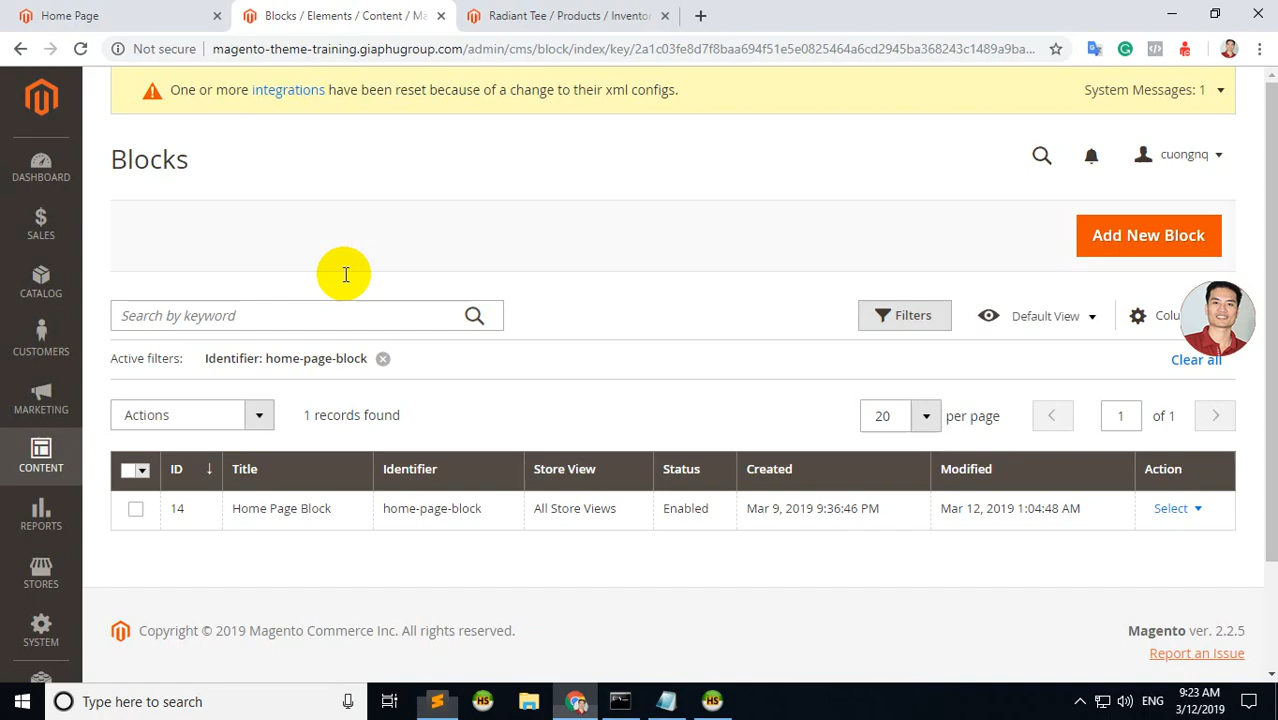 Home Page
Blocks / Elements / Content / Ma
Radiant Tee / Products / Inventor
Not secure
magento-theme-training.giaphugroup.com/admin/cms/block/index/key/2a1c03fe8d7f8baa694f51e5e0825464a6cd2945ba368243c1489a9ba...
One or more integrations have been reset because of a change to their xml configs.
System Messages: 1
Blocks
cuongnq
Add New Block
Search by keyword
Filters
Default View
Active filters:
Identifier: home-page-block
Clear all
Actions
1 records found
20
per page
1
of 1
ID
Title
Identifier
Store View
Status
Created
Modified
Action
14
Home Page Block
home-page-block
All Store Views
Enabled
Mar 9, 2019 9:36:46 PM
Mar 12, 2019 1:04:48 AM
Select
DASHBOARD
SALES
CATALOG
CUSTOMERS
MARKETING
CONTENT
REPORTS
STORES
SYSTEM
Copyright © 2019 Magento Commerce Inc. All rights reserved.
Magento ver. 2.2.5
Report an Issue
Type here to search
HS
HS
ENG
9:23 AM
3/12/2019